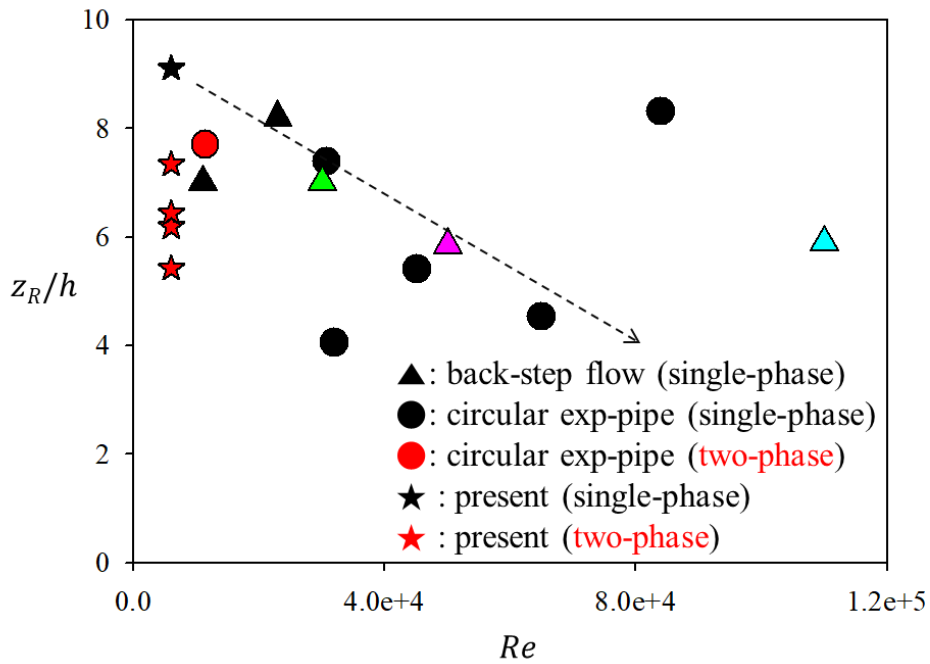 10
8
6
z_R/h
4
▲: back-step flow (single-phase)
●: circular exp-pipe (single-phase)
2
●: circular exp-pipe (two-phase)
★: present (single-phase)
★: present (two-phase)
0
0.0 4.0e+4 8.0e+4 1.2e+5
Re